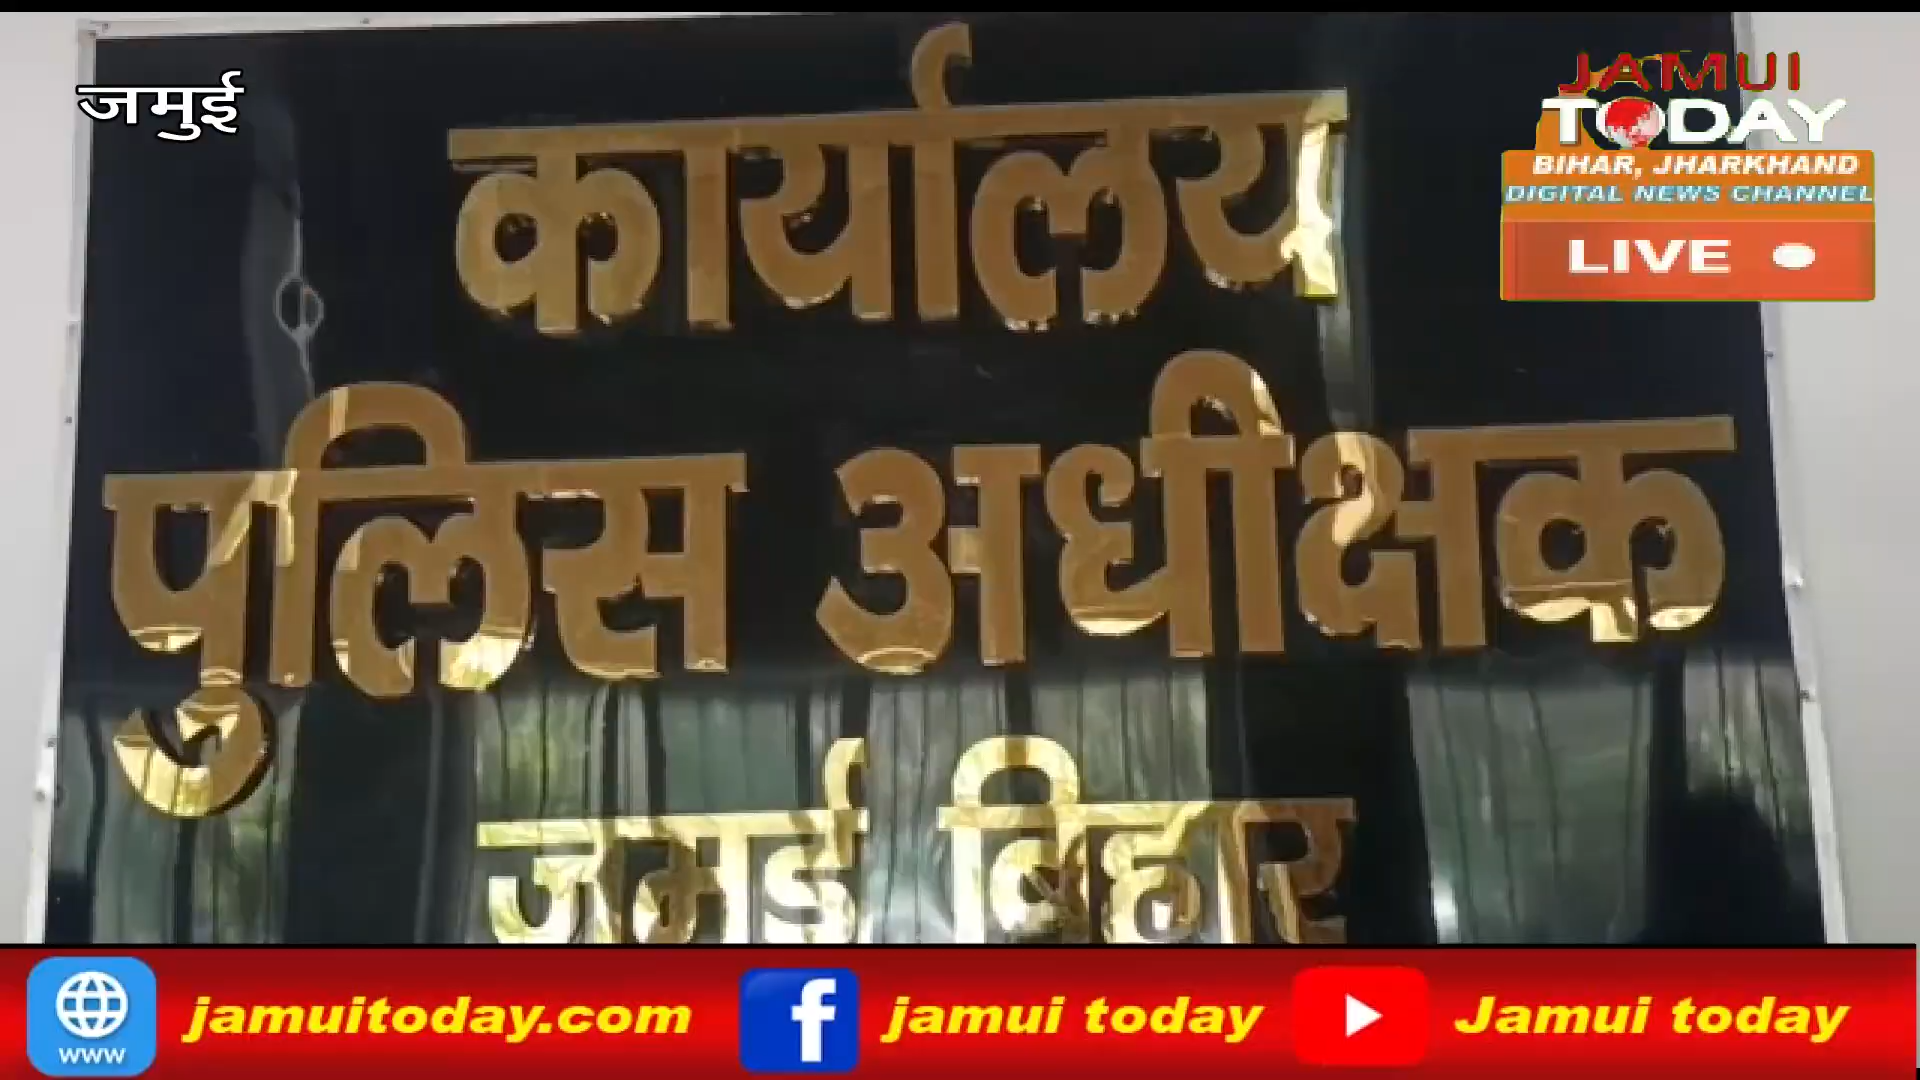 जमुई
JAMUI
TODAY
BIHAR, JHARKHAND
DIGITAL NEWS CHANNEL
LIVE
कार्यालय
पुलिस अधीक्षक
जमुई बिहार
www
jamuitoday.com
jamui today
Jamui today